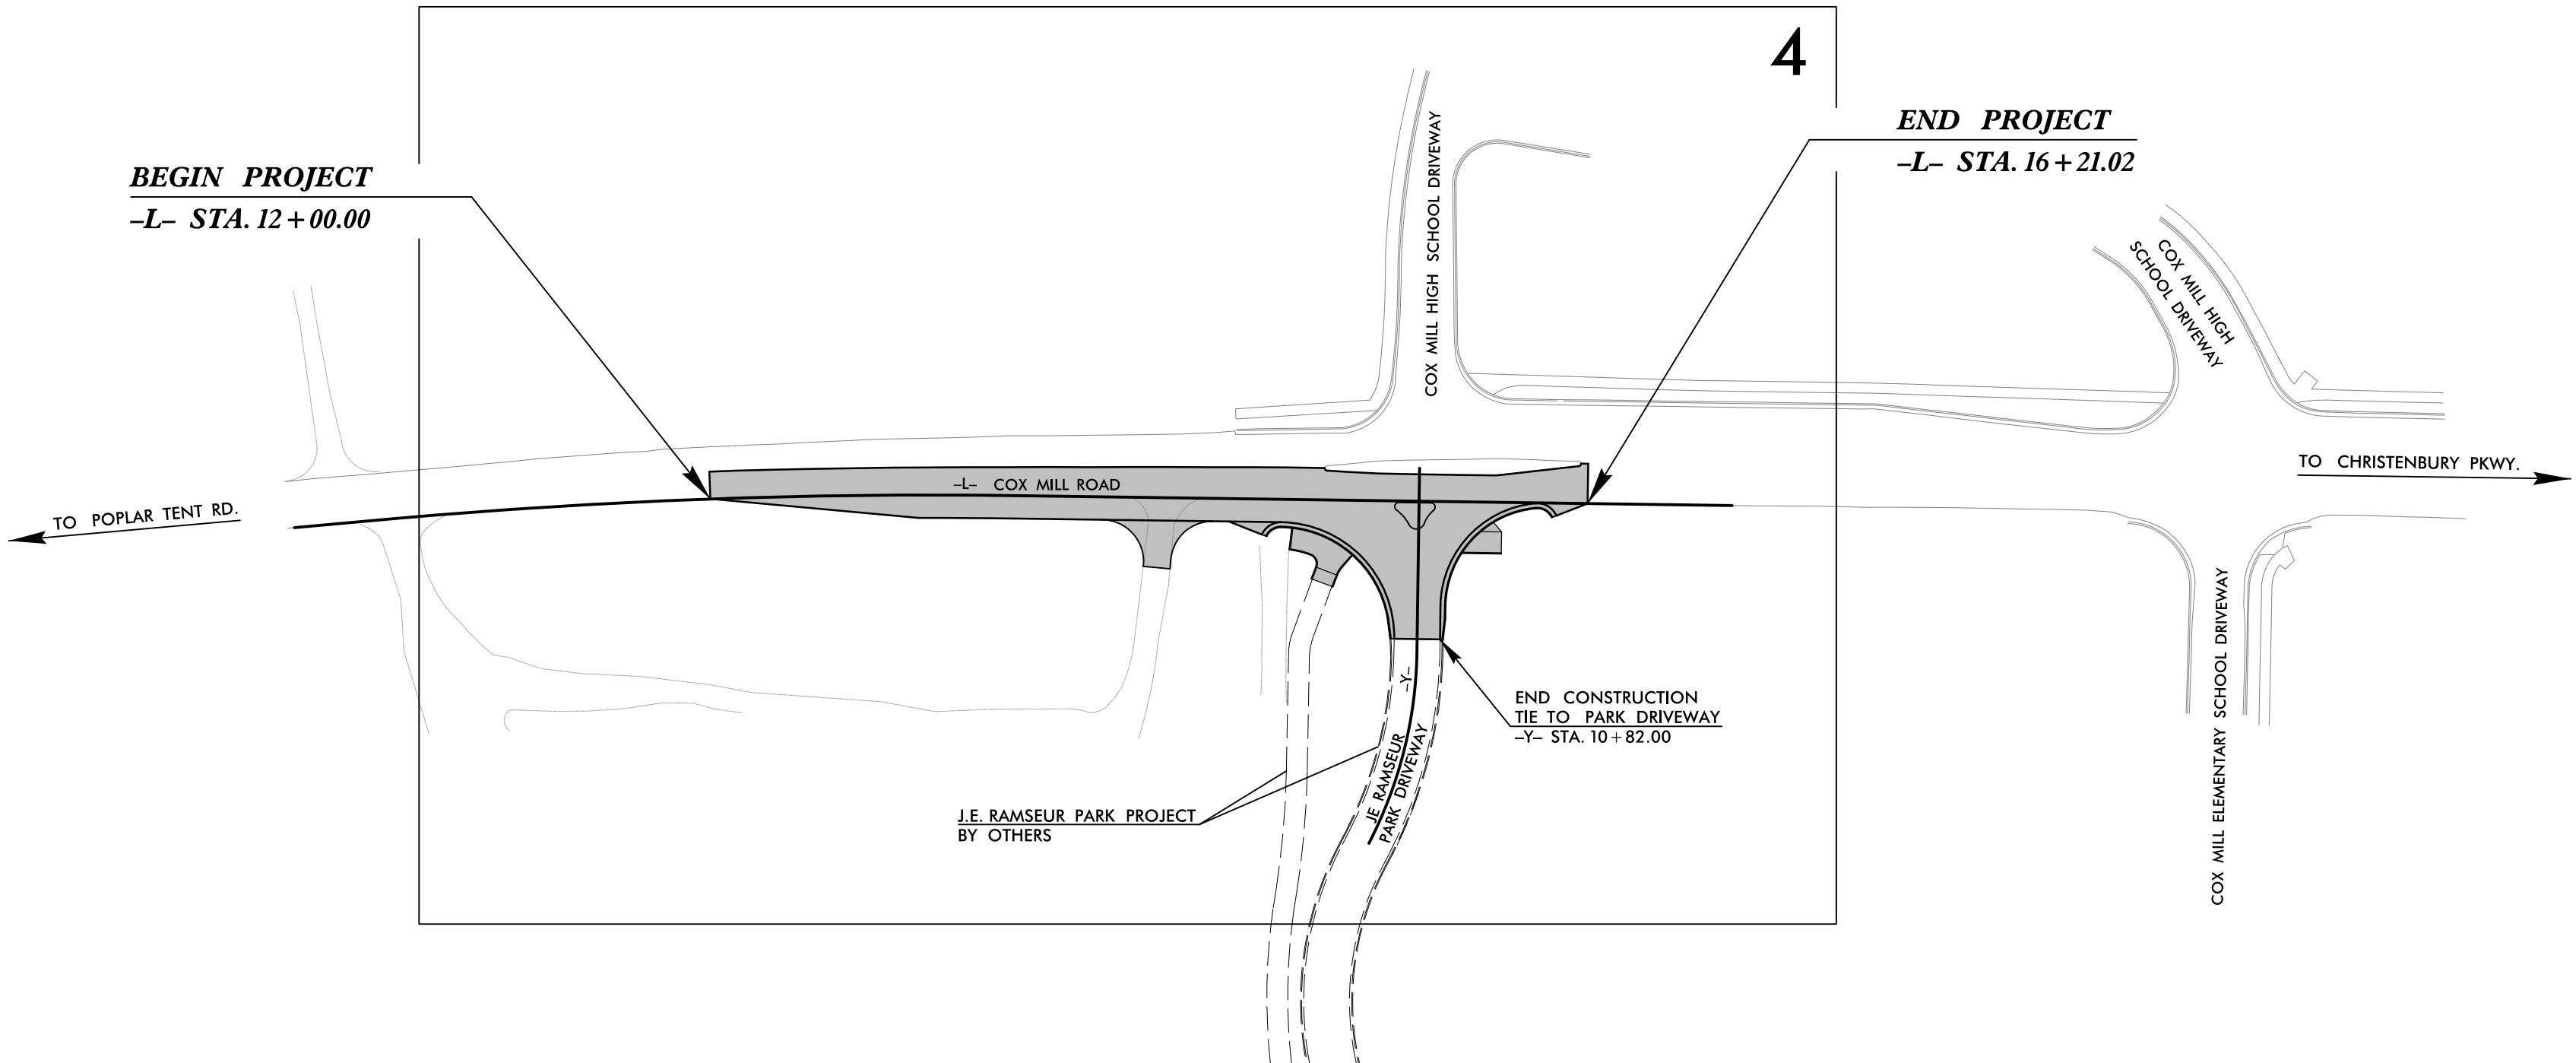 4
END PROJECT
–L– STA. 16+21.02
BEGIN PROJECT
–L– STA. 12+00.00
COX MILL HIGH SCHOOL DRIVEWAY
COX MILL HIGH
SCHOOL DRIVEWAY
TO CHRISTENBURY PKWY.
–L– COX MILL ROAD
TO POPLAR TENT RD.
–Y–
END CONSTRUCTION
TIE TO PARK DRIVEWAY
–Y– STA. 10+82.00
JE RAMSEUR
PARK DRIVEWAY
J.E. RAMSEUR PARK PROJECT
BY OTHERS
COX MILL ELEMENTARY SCHOOL DRIVEWAY